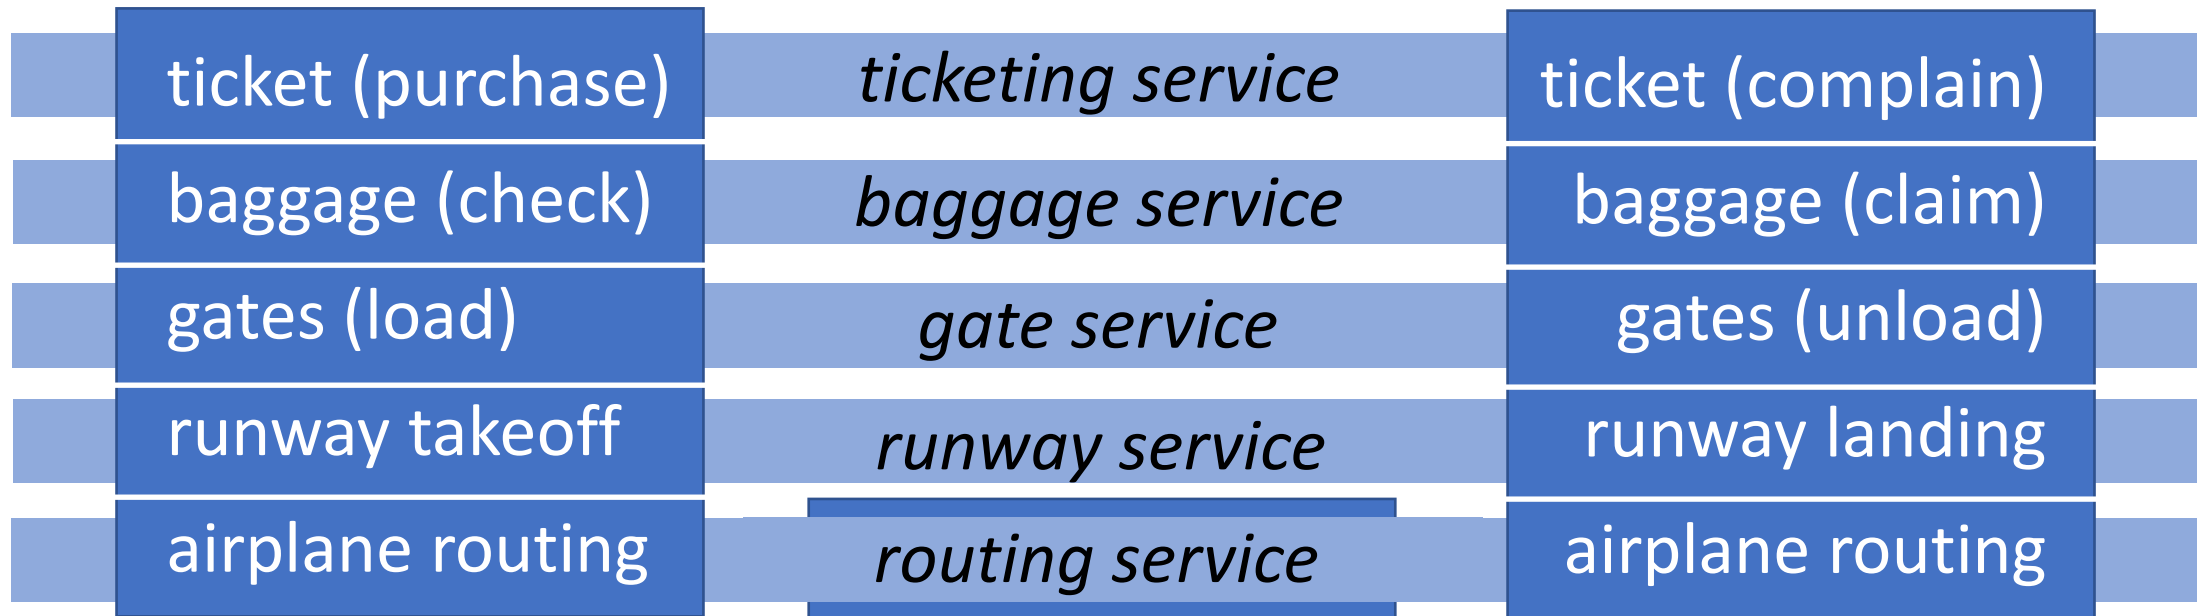 ticket (purchase) ticketing service ticket (complain)
baggage (check) baggage service baggage (claim)
gates (load) gate service gates (unload)
runway takeoff runway service runway landing
airplane routing routing service airplane routing